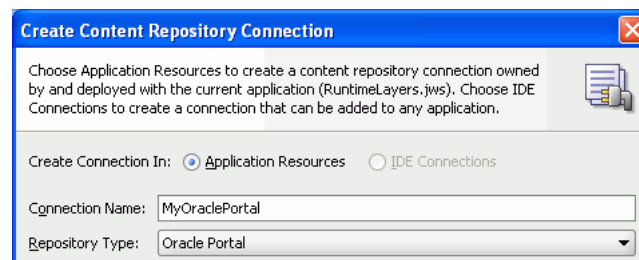 Create Content Repository Connection
Choose Application Resources to create a content repository connection owned
by and deployed with the current application (RuntimeLayers.jws). Choose IDE
Connections to create a connection that can be added to any application.
Create Connection In: Application Resources IDE Connections
Connection Name: MyOraclePortal
Repository Type: Oracle Portal